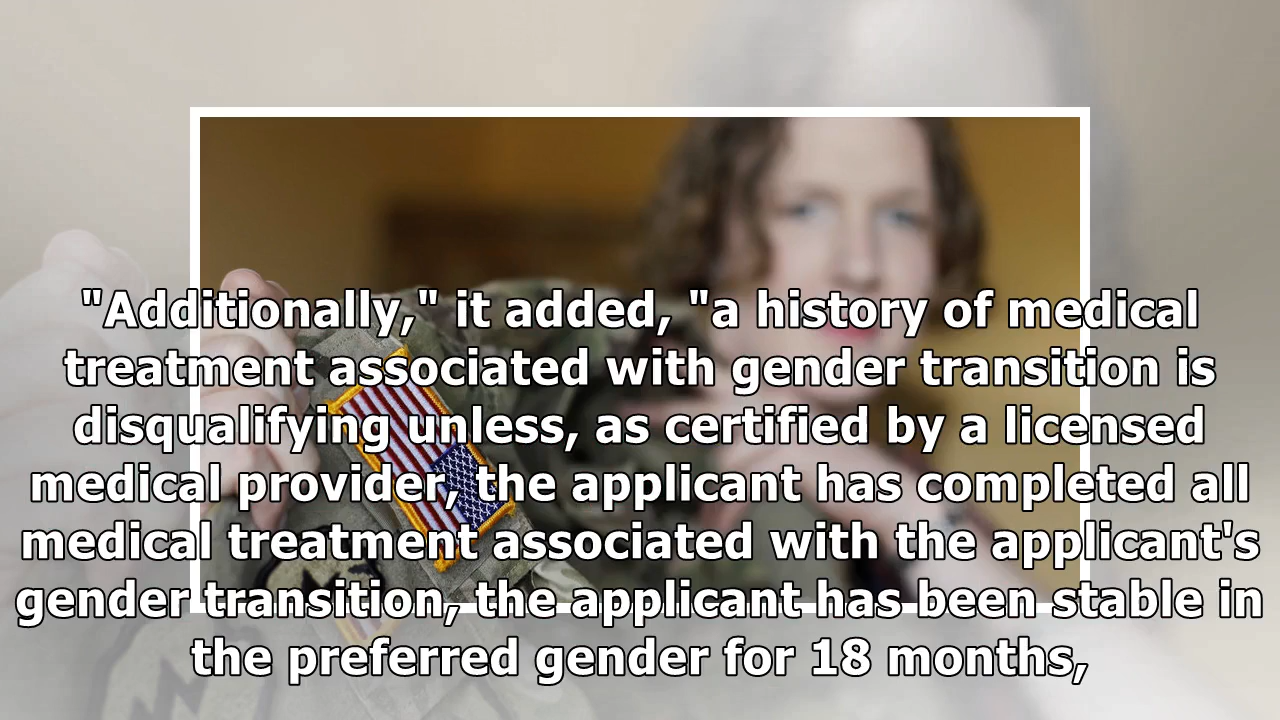 "Additionally," it added, "a history of medical
treatment associated with gender transition is
disqualifying unless, as certified by a licensed
medical provider, the applicant has completed all
medical treatment associated with the applicant's
gender transition, the applicant has been stable in
the preferred gender for 18 months,